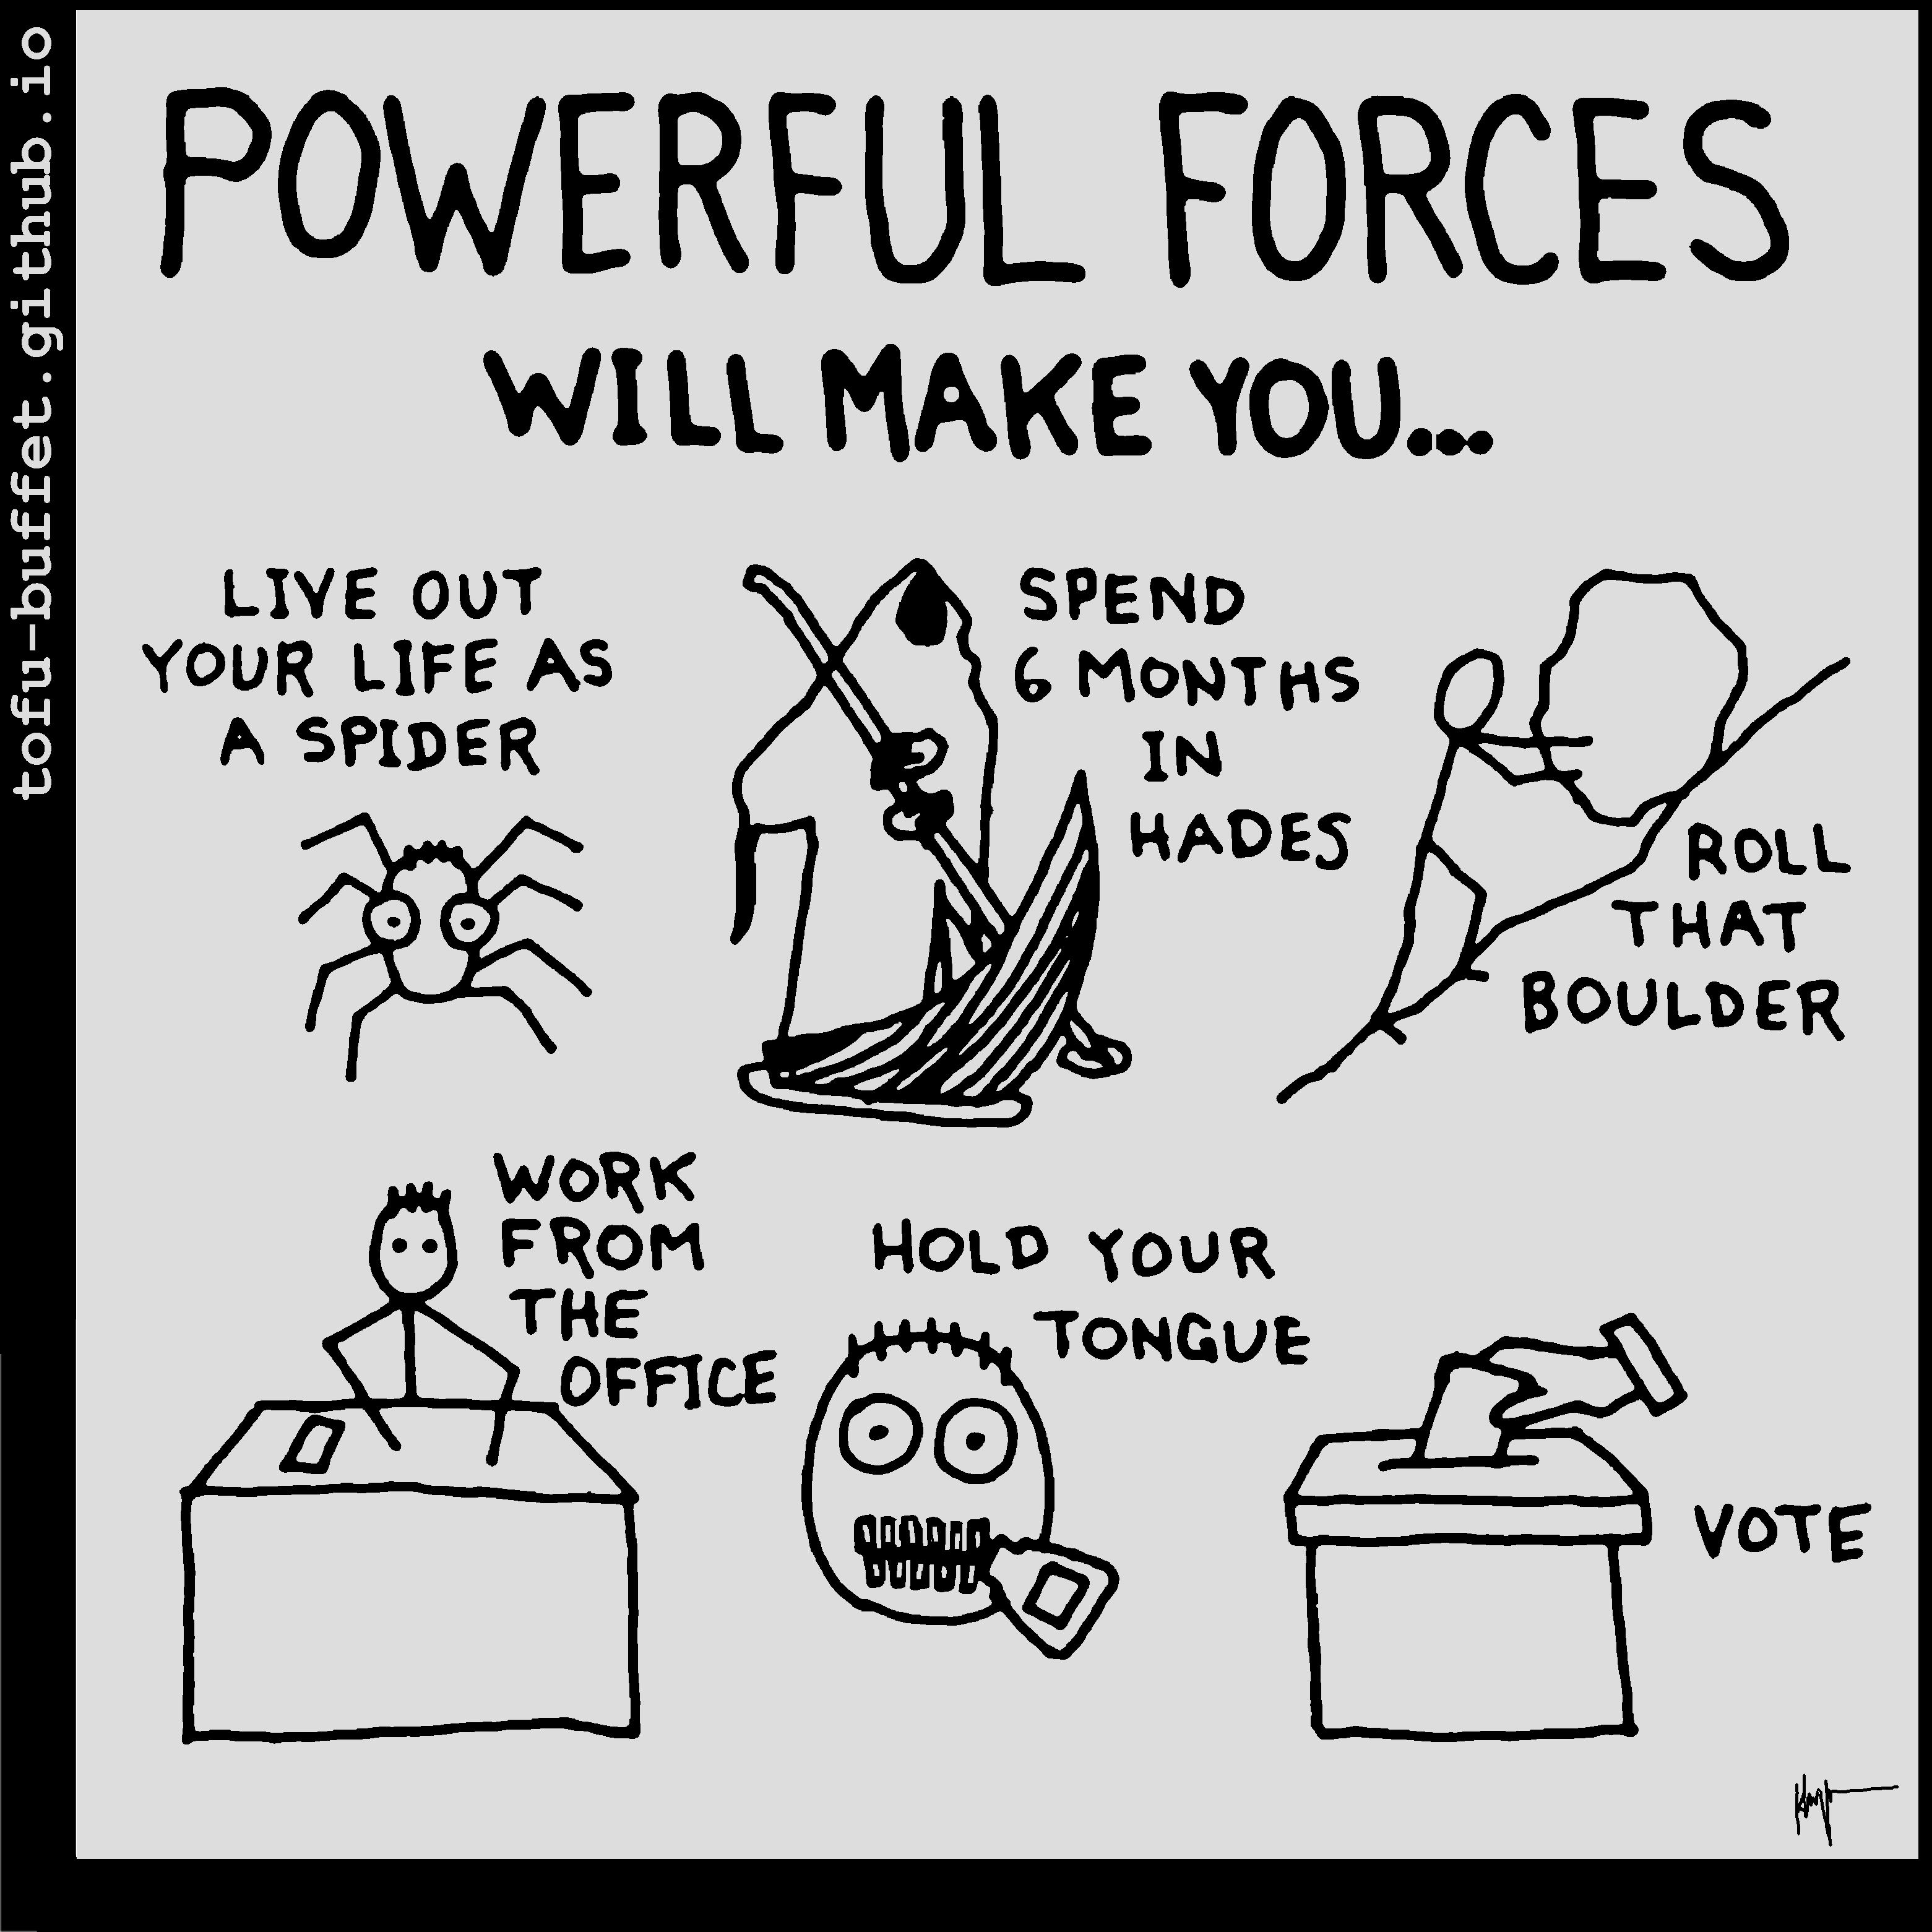 tofu-buffet.github.io
POWERFUL FORCES
WILL MAKE YOU...
LIVE OUT
YOUR LIFE AS
A SPIDER
SPEND
6 MONTHS
IN
HADES
ROLL
THAT
BOULDER
WORK
FROM
THE
OFFICE
HOLD YOUR
TONGUE
VOTE